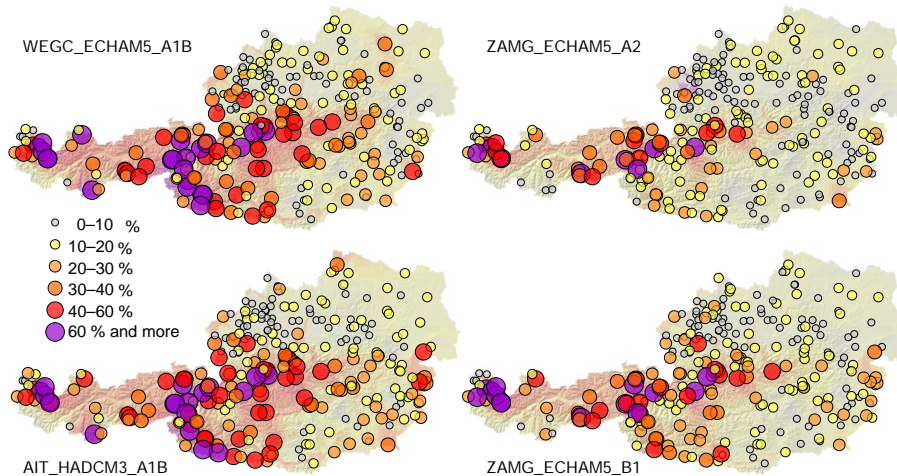 WEGC_ECHAM5_A1B
ZAMG_ECHAM5_A2
0–10 %
10–20 %
20–30 %
30–40 %
40–60 %
60 % and more
AIT_HADCM3_A1B
ZAMG_ECHAM5_B1